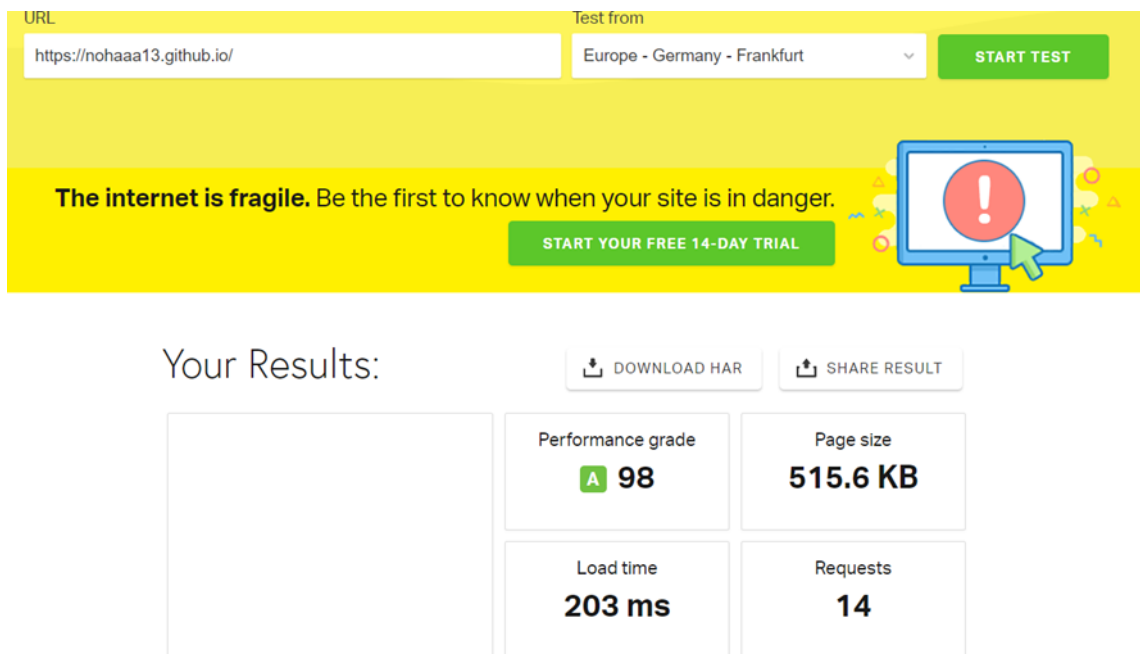 URL
Test from
https://nohaaa13.github.io/
Europe - Germany - Frankfurt
START TEST
The internet is fragile. Be the first to know when your site is in danger.
START YOUR FREE 14-DAY TRIAL
Your Results:
DOWNLOAD HAR
SHARE RESULT
Performance grade
A 98
Page size
515.6 KB
Load time
203 ms
Requests
14